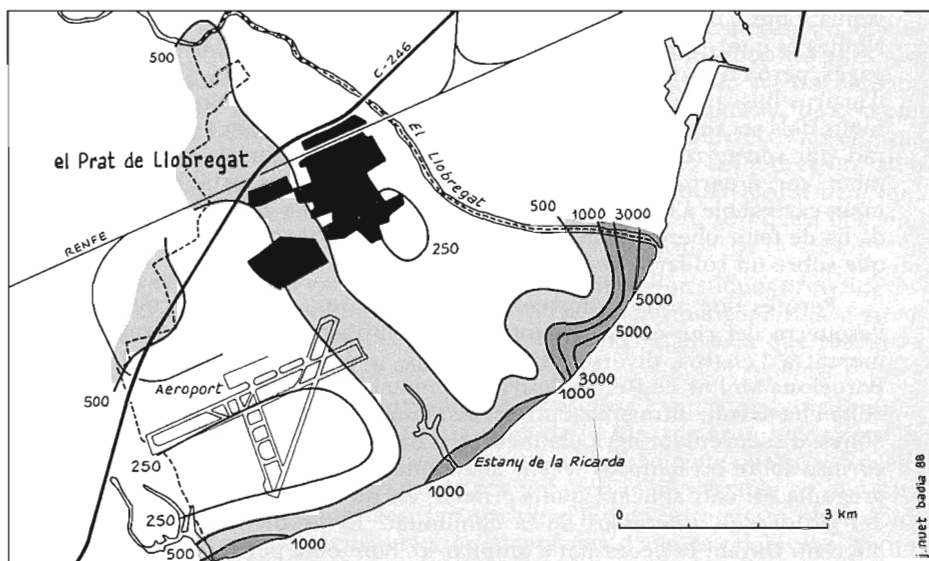 500
C-246
el Prat de Llobregat
El Llobregat
RENFE
250
500
1000
3000
5000
5000
3000
1000
500
Aeroport
250
Estany de la Ricarda
1000
250
500
1000
0 3 km
j nuet badia 88